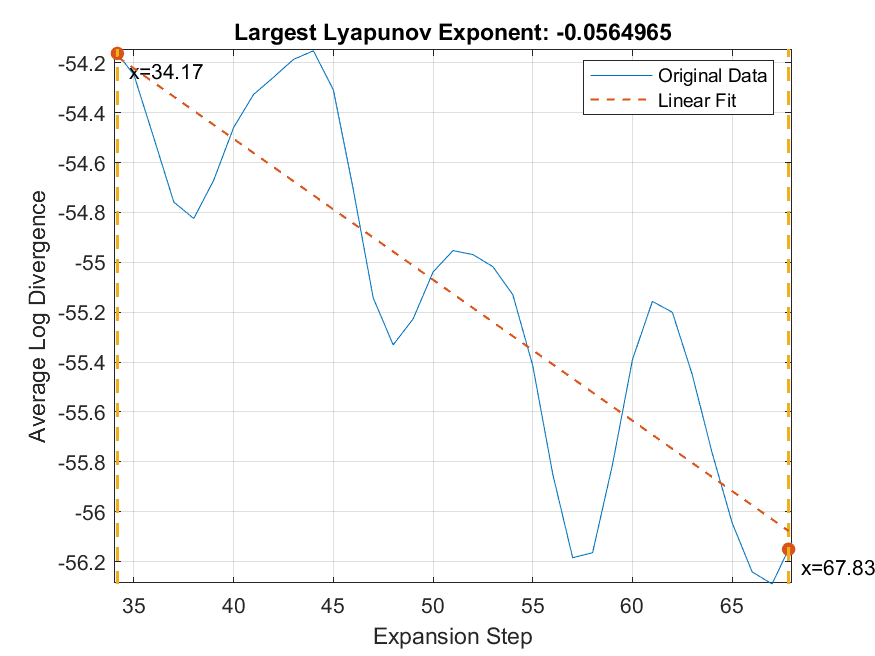 Largest Lyapunov Exponent: -0.0564965
x=34.17
Original Data
Linear Fit
-54.2
-54.4
-54.6
-54.8
-55
-55.2
-55.4
-55.6
-55.8
-56
-56.2
Average Log Divergence
x=67.83
35
40
45
50
55
60
65
Expansion Step